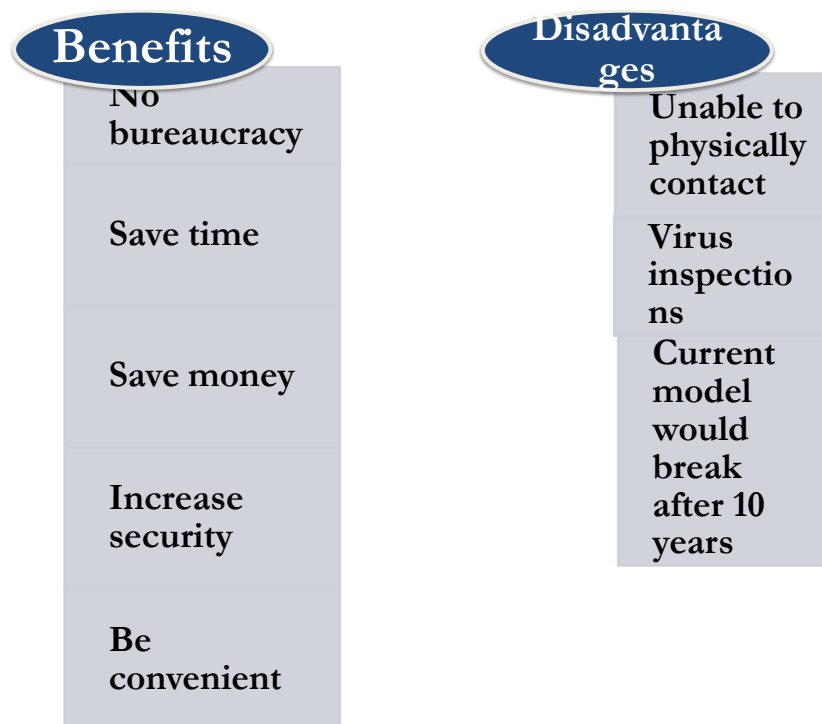 Benefits
No
bureaucracy
Save time
Save money
Increase
security
Be
convenient
Disadvanta
ges
Unable to
physically
contact
Virus
inspectio
ns
Current
model
would
break
after 10
years